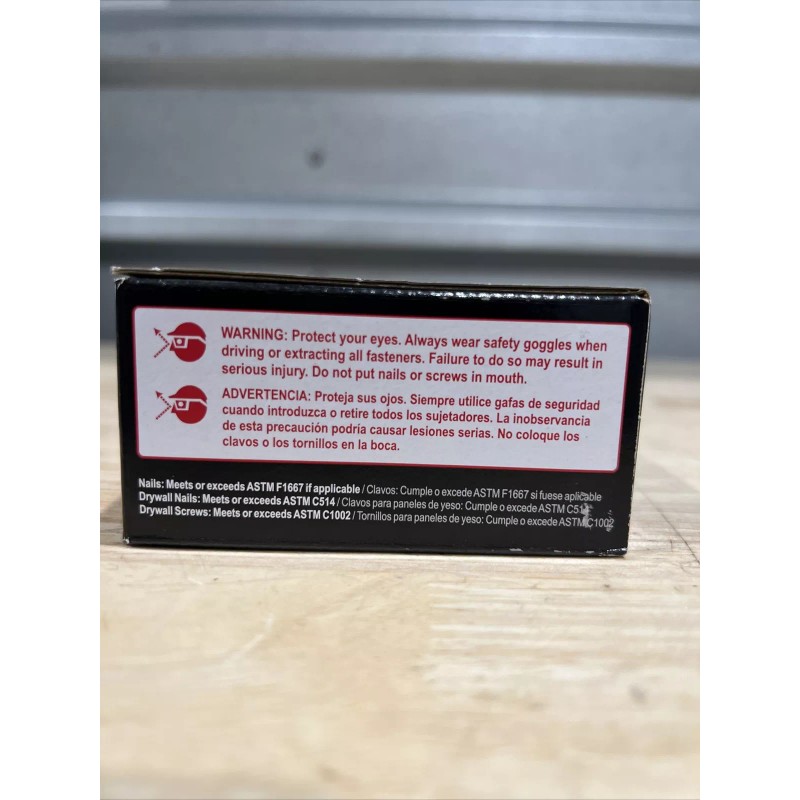 WARNING: Protect your eyes. Always wear safety goggles when
driving or extracting all fasteners. Failure to do so may result in
serious injury. Do not put nails or screws in mouth.
ADVERTENCIA: Proteja sus ojos. Siempre utilice gafas de seguridad
cuando introduzca o retire todos los sujetadores. La inobservancia
de esta precaución podría causar lesiones serias. No coloque los
clavos o los tornillos en la boca.
Nails: Meets or exceeds ASTM F1667 if applicable / Clavos: Cumple o excede ASTM F1667 si fuese aplicable
Drywall Nails: Meets or exceeds ASTM C514 / Clavos para paneles de yeso: Cumple o excede ASTM C514
Drywall Screws: Meets or exceeds ASTM C1002 / Tornillos para paneles de yeso: Cumple o excede ASTM C1002